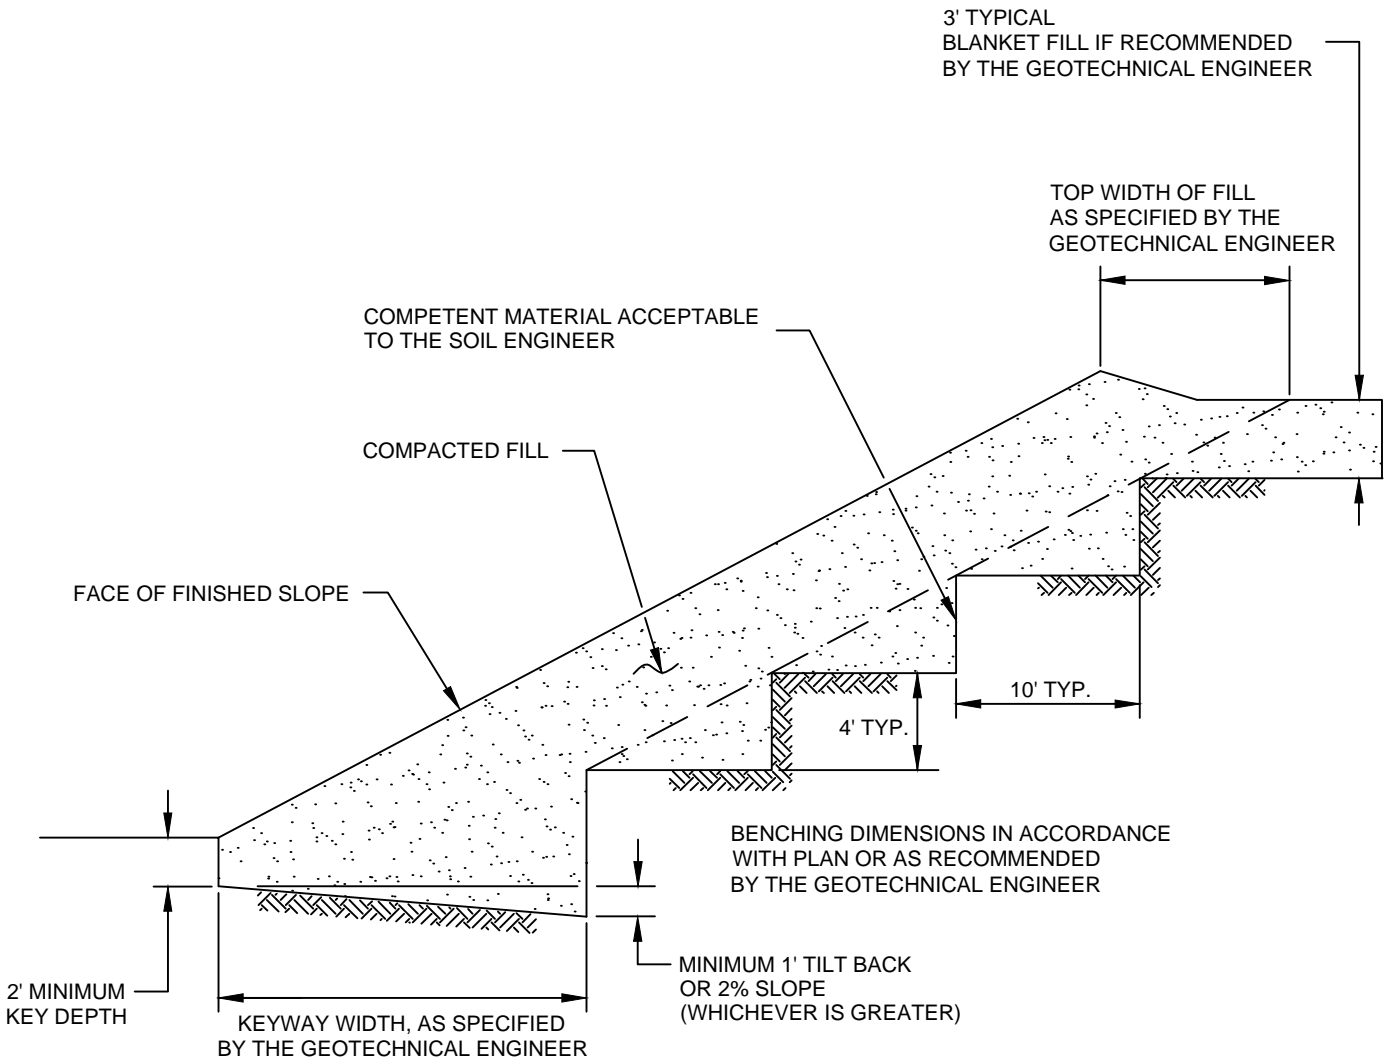 3' TYPICAL
BLANKET FILL IF RECOMMENDED
BY THE GEOTECHNICAL ENGINEER
TOP WIDTH OF FILL
AS SPECIFIED BY THE
GEOTECHNICAL ENGINEER
COMPETENT MATERIAL ACCEPTABLE
TO THE SOIL ENGINEER
COMPACTED FILL
FACE OF FINISHED SLOPE
10' TYP.
4' TYP.
BENCHING DIMENSIONS IN ACCORDANCE
WITH PLAN OR AS RECOMMENDED
BY THE GEOTECHNICAL ENGINEER
MINIMUM 1' TILT BACK
OR 2% SLOPE
(WHICHEVER IS GREATER)
2' MINIMUM
KEY DEPTH
KEYWAY WIDTH, AS SPECIFIED
BY THE GEOTECHNICAL ENGINEER